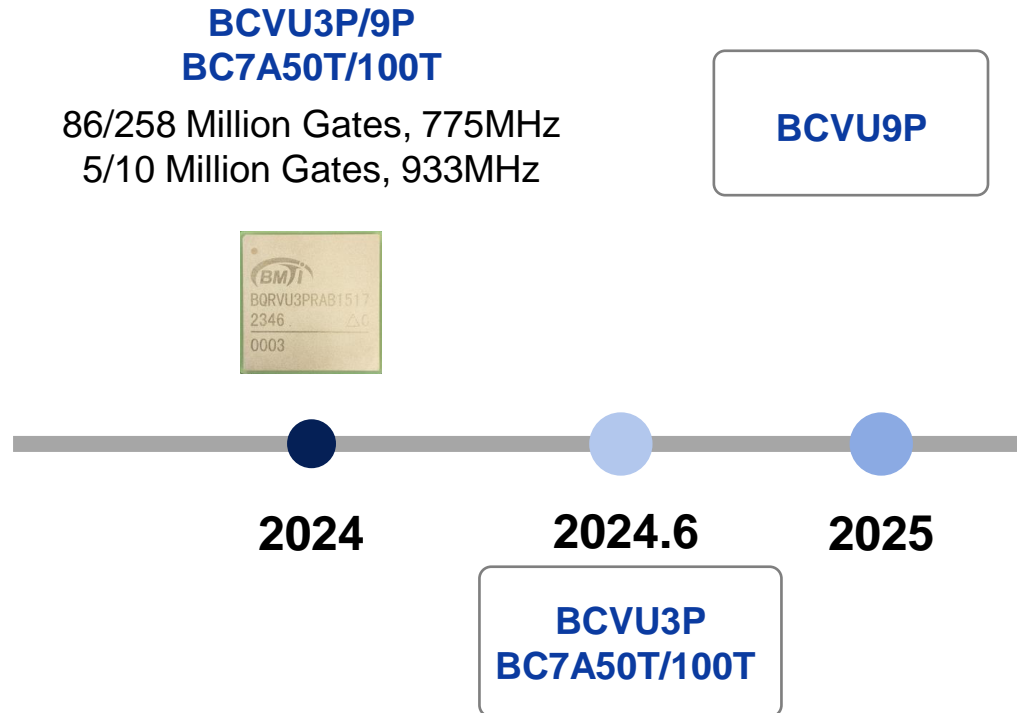 BCVU3P/9P
BC7A50T/100T
86/258 Million Gates, 775MHz
5/10 Million Gates, 933MHz
BCVU9P
BMTI
BQRVU3PRAB1517
2346 △C
0003
2024
2024.6
2025
BCVU3P
BC7A50T/100T